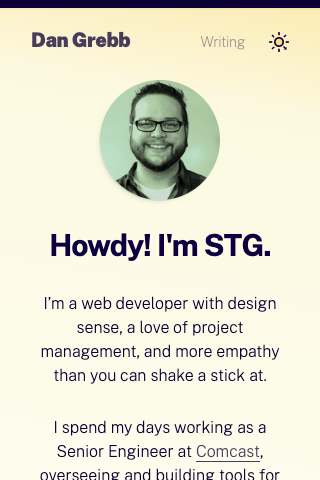 Dan Grebb
Writing
Howdy! I'm STG.
I’m a web developer with design
sense, a love of project
management, and more empathy
than you can shake a stick at.
I spend my days working as a
Senior Engineer at Comcast,
overseeing and building tools for